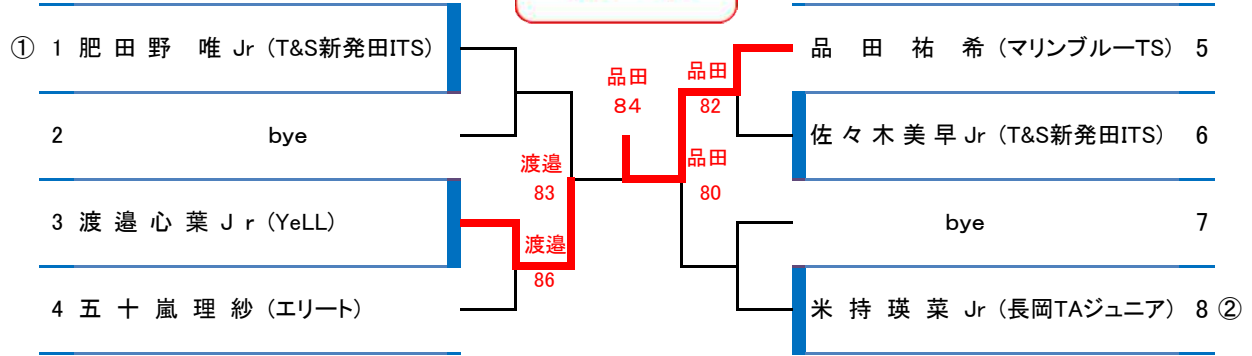 ① 1 肥田野 唯 Jr (T&S新発田ITS)
2 bye
3 渡邉心葉Jr (YeLL)
4 五十嵐理紗 (エリート)
渡邉
83
渡邉
86
品田
84
品田
82
品田
80
品田祐希 (マリンブルーTS) 5
佐々木美早 Jr (T&S新発田ITS) 6
bye 7
米持瑛菜 Jr (長岡TAジュニア) 8 ②